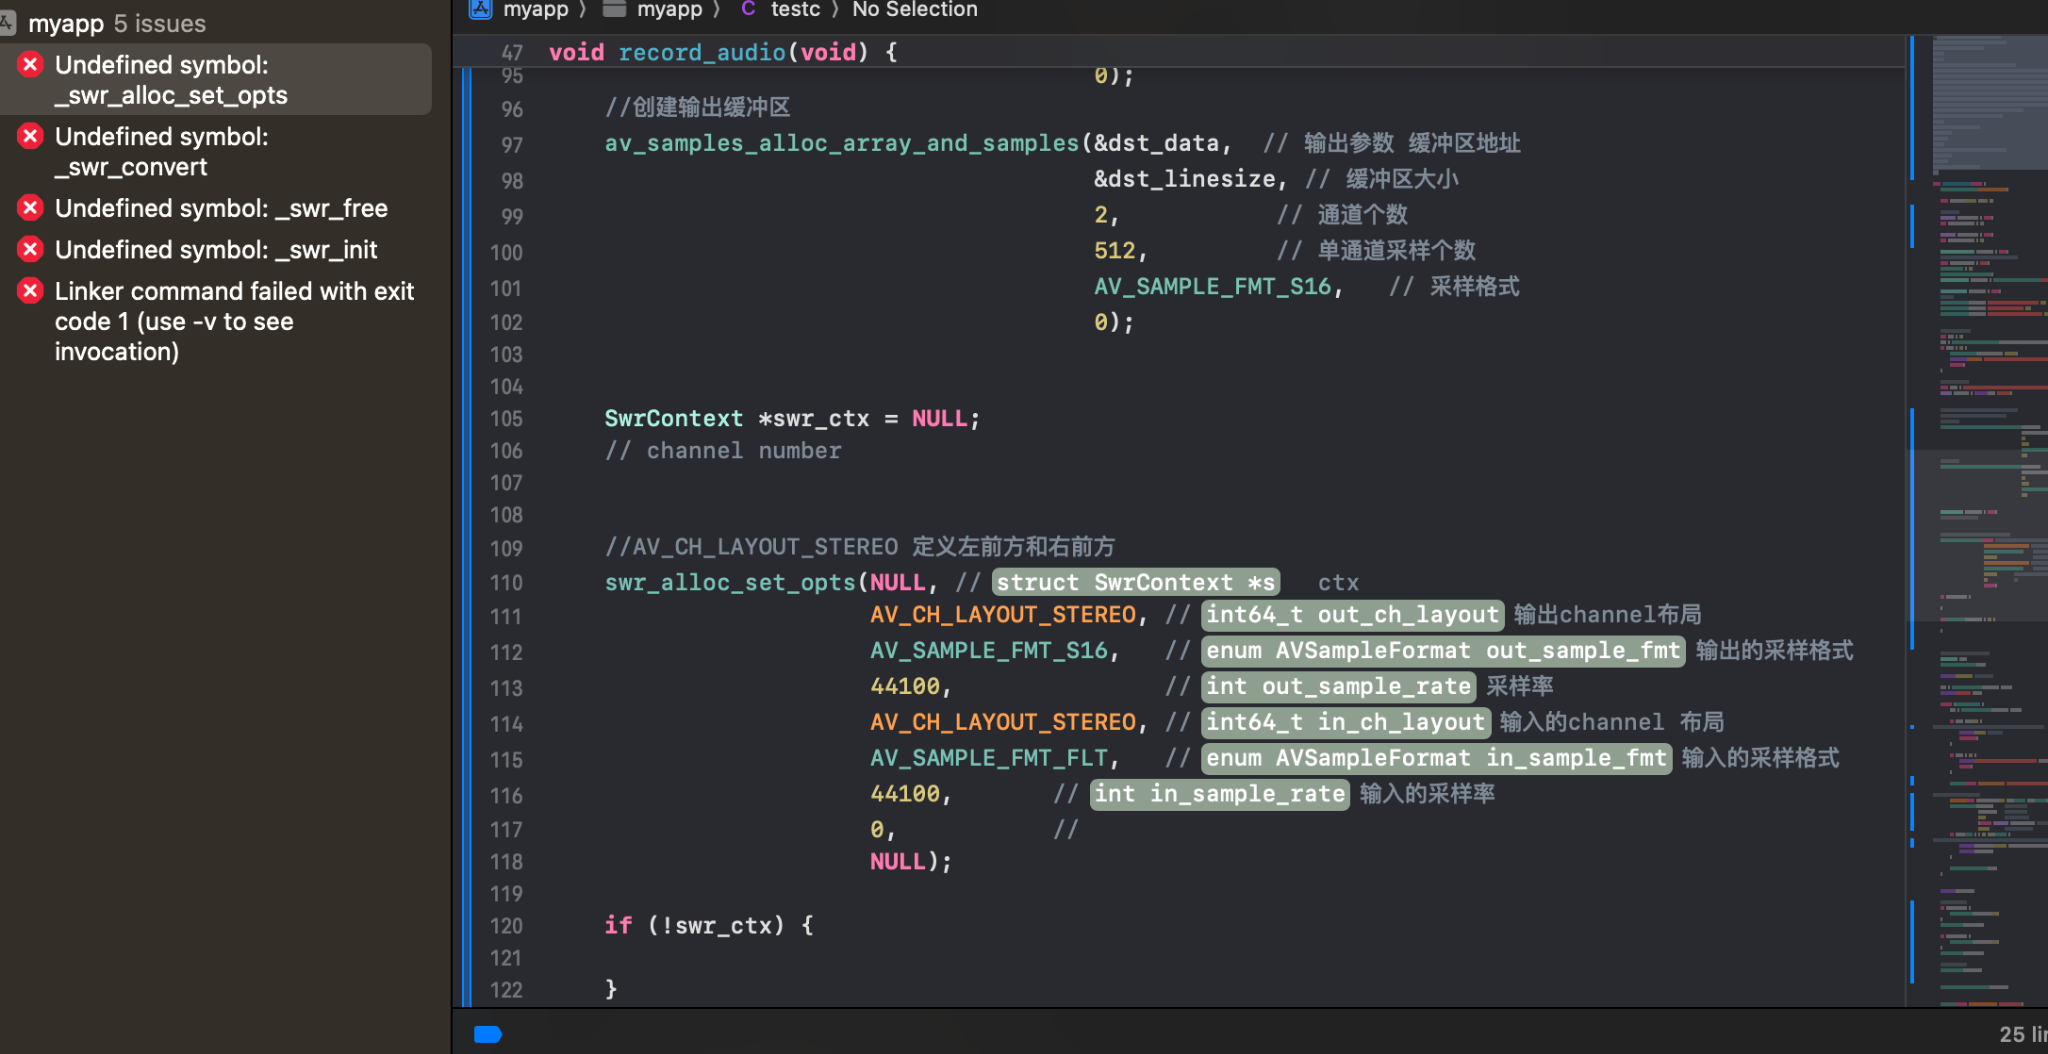 myapp 5 issues
Undefined symbol:
_swr_alloc_set_opts
Undefined symbol:
_swr_convert
Undefined symbol: _swr_free
Undefined symbol: _swr_init
Linker command failed with exit
code 1 (use -v to see
invocation)
myapp 〉 myapp 〉 C testc 〉 No Selection
47 void record_audio(void) {
95 0);
96 //创建输出缓冲区
97 av_samples_alloc_array_and_samples(&dst_data, // 输出参数 缓冲区地址
98 &dst_linesize, // 缓冲区大小
99 2, // 通道个数
100 512, // 单通道采样个数
101 AV_SAMPLE_FMT_S16, // 采样格式
102 0);
103
104
105 SwrContext *swr_ctx = NULL;
106 // channel number
107
108
109 //AV_CH_LAYOUT_STEREO 定义左前方和右前方
110 swr_alloc_set_opts(NULL, // struct SwrContext *s ctx
111 AV_CH_LAYOUT_STEREO, // int64_t out_ch_layout 输出channel布局
112 AV_SAMPLE_FMT_S16, // enum AVSampleFormat out_sample_fmt 输出的采样格式
113 44100, // int out_sample_rate 采样率
114 AV_CH_LAYOUT_STEREO, // int64_t in_ch_layout 输入的channel 布局
115 AV_SAMPLE_FMT_FLT, // enum AVSampleFormat in_sample_fmt 输入的采样格式
116 44100, // int in_sample_rate 输入的采样率
117 0, //
118 NULL);
119
120 if (!swr_ctx) {
121
122 }
25